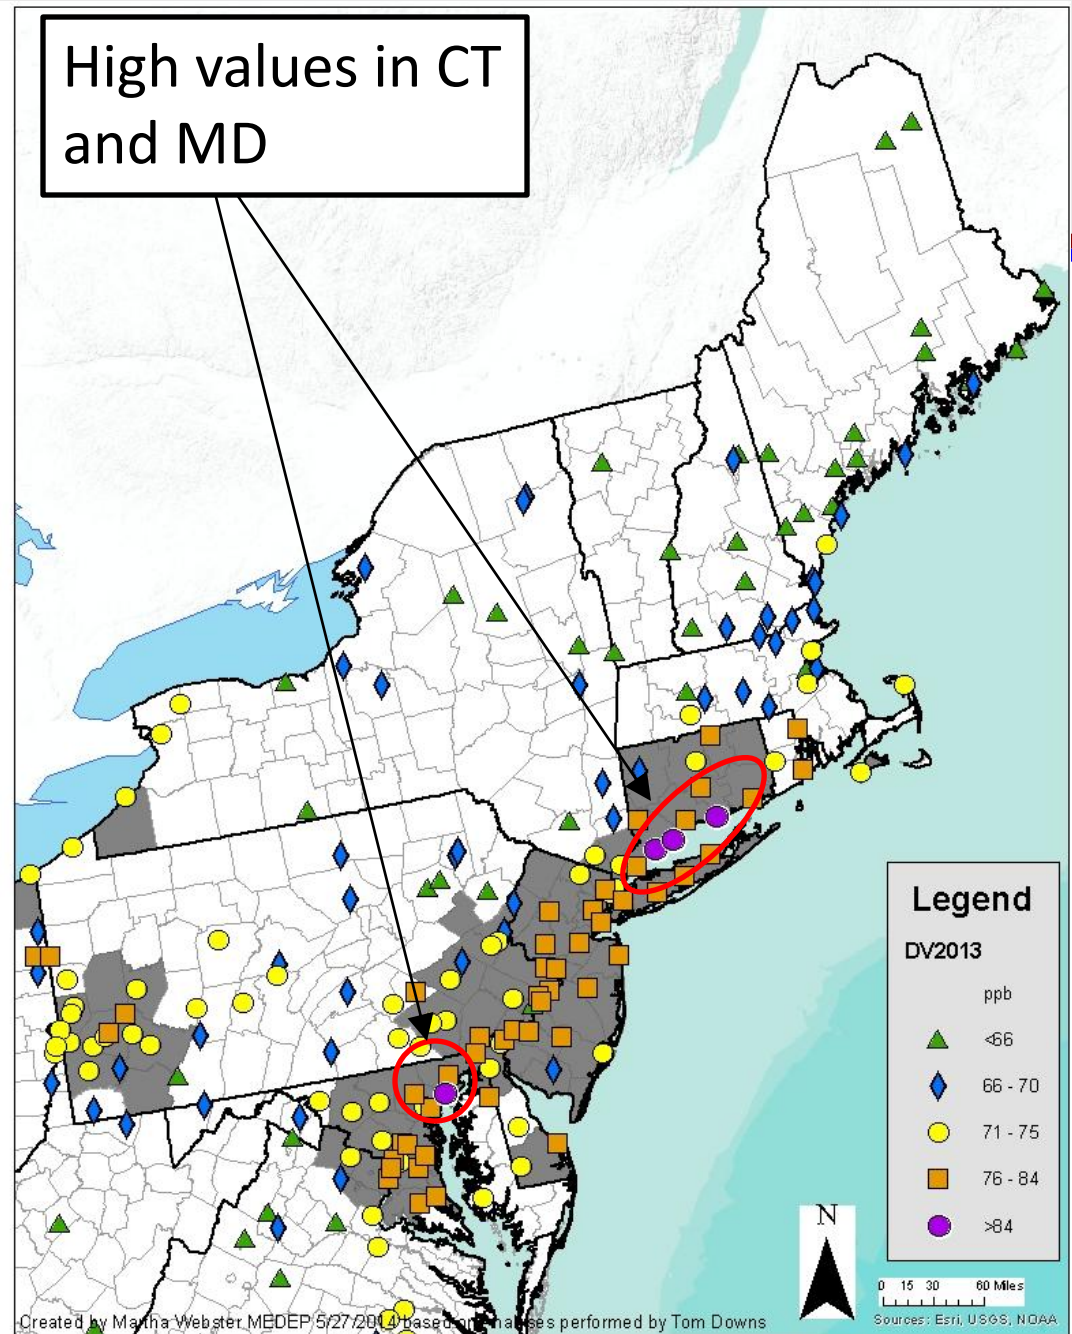 High values in CT
and MD
Legend
DV2013
ppb
<66
66 - 70
71 - 75
76 - 84
>84
N
0 15 30 60 Miles
Created by Martha Webster MEDEP 5/27/2014 based on analyses performed by Tom Downs
Sources: Esri, USGS, NOAA